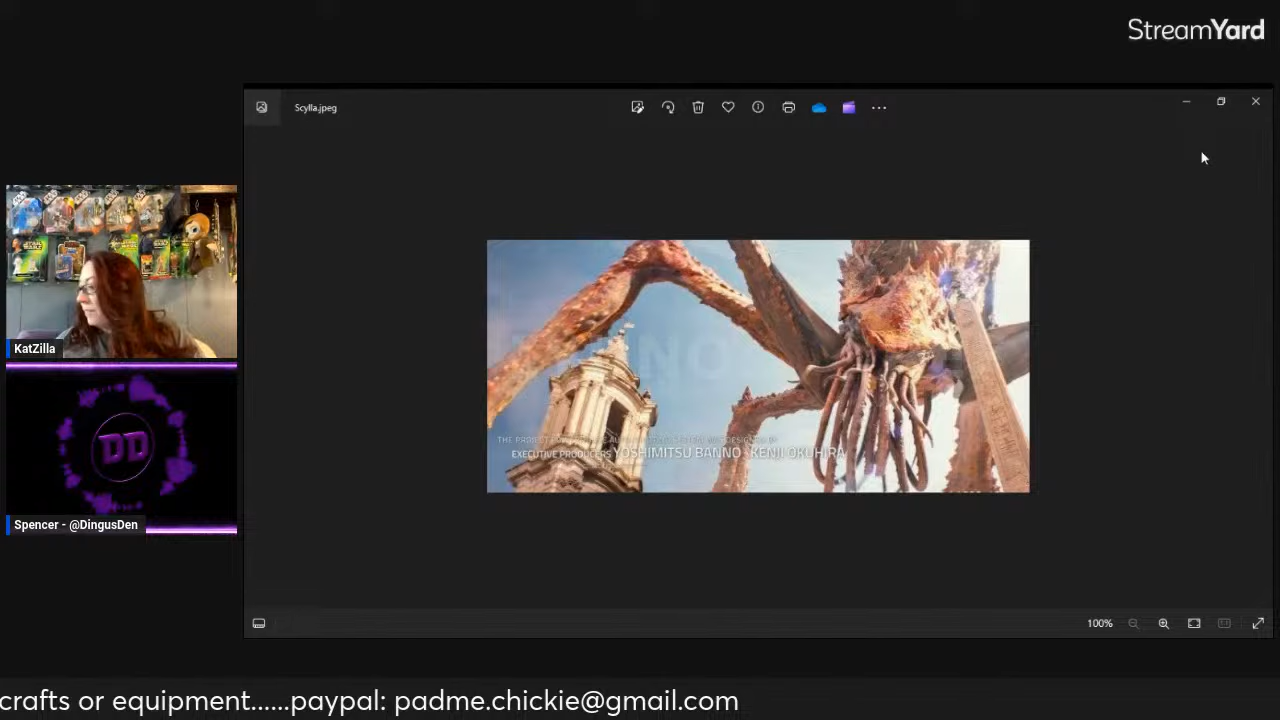 StreamYard
Scylla.jpeg
KatZilla
EXECUTIVE PRODUCERS YOSHIMITSU BANNO · KENJI OKUHIRA
DD
Spencer - @DingusDen
100%
crafts or equipment......paypal: padme.chickie@gmail.com